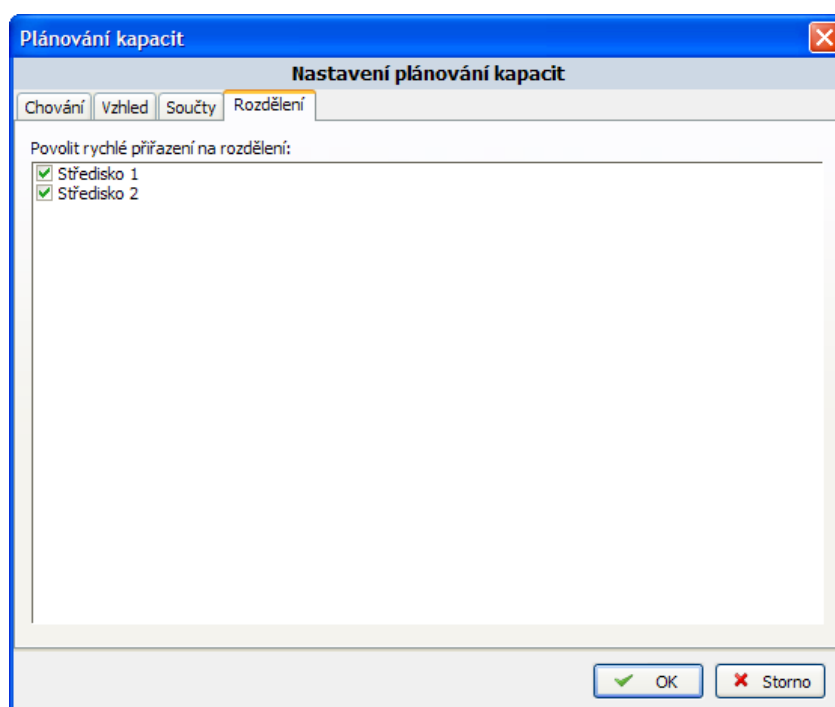 Plánování kapacit
Nastavení plánování kapacit
Chování Vzhled Součty Rozdělení
Povolit rychlé přiřazení na rozdělení:
Středisko 1
Středisko 2
OK Storno